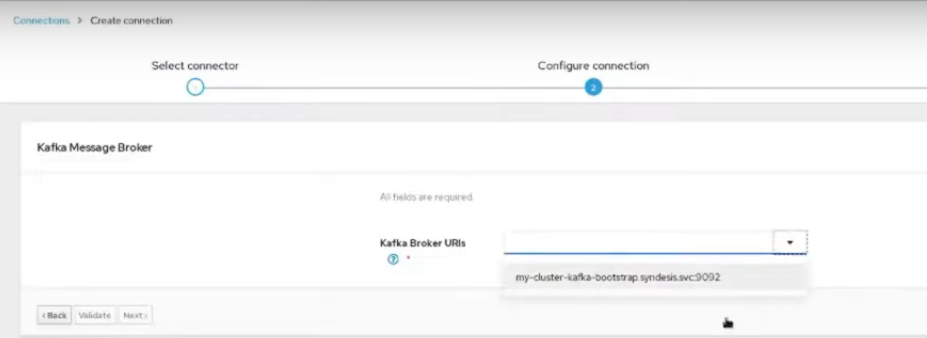 Connections > Create connection
Select connector
Configure connection
1
2
Kafka Message Broker
All fields are required.
Kafka Broker URIs
? *
my-cluster-kafka-bootstrap.syndesis.svc:9092
‹ Back Validate Next ›